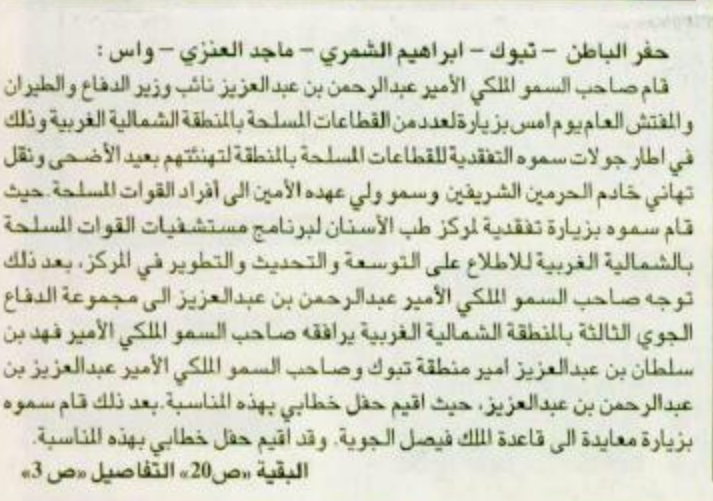 حفر الباطن – تبوك – ابراهيم الشمري – ماجد العنزي – واس :
قام صاحب السمو الملكي الأمير عبدالرحمن بن عبدالعزيز نائب وزير الدفاع والطيران
والمفتش العام يوم امس بزيارة لعدد من القطاعات المسلحة بالمنطقة الشمالية الغربية وذلك
في اطار جولات سموه التفقدية للقطاعات المسلحة بالمنطقة لتهنئتهم بعيد الأضحى ونقل
تهاني خادم الحرمين الشريفين وسمو ولي عهده الأمين الى أفراد القوات المسلحة. حيث
قام سموه بزيارة تفقدية لمركز طب الأسنان لبرنامج مستشفيات القوات المسلحة
بالشمالية الغربية للاطلاع على التوسعة والتحديث والتطوير في المركز، بعد ذلك
توجه صاحب السمو الملكي الأمير عبدالرحمن بن عبدالعزيز الى مجموعة الدفاع
الجوي الثالثة بالمنطقة الشمالية الغربية يرافقه صاحب السمو الملكي الأمير فهد بن
سلطان بن عبدالعزيز امير منطقة تبوك وصاحب السمو الملكي الأمير عبدالعزيز بن
عبدالرحمن بن عبدالعزيز، حيث اقيم حفل خطابي بهذه المناسبة. بعد ذلك قام سموه
بزيارة معايدة الى قاعدة الملك فيصل الجوية. وقد اقيم حفل خطابي بهذه المناسبة.
البقية «ص20» التفاصيل «ص3»